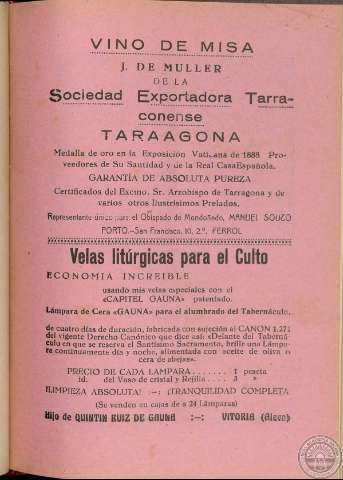 VINO DE MISA
J. DE MULLER
DE LA
Sociedad Exportadora Tarra-
conense
TARAAGONA
Medalla de oro en la Exposición Vaticana de 1888 Pro-
veedores de Su Santidad y de la Real Casa Española.
GARANTÍA DE ABSOLUTA PUREZA
Certificados del Excmo. Sr. Arzobispo de Tarragona y de
varios otros Ilustrísimos Prelados.
Representante único para el Obispado de Mondoñedo, MANUEL SOUZO
PORTO.—San Francisco, 10, 2.º, FERROL
Velas litúrgicas para el Culto
ECONOMIA INCREIBLE
usando mis velas especiales con el
«CAPITEL GAUNA» patentado.
Lámpara de Cera «GAUNA» para el alumbrado del Tabernáculo,
de cuatro días de duración, fabricada con sujeción al CANON 1.271
del vigente Derecho Canónico que dice así: «Delante del Tabernácu-
lo en que se reserva el Santísimo Sacramento, brille una Lámpa-
ra continuamente día y noche, alimentada con aceite de oliva o
cera de abejas».
PRECIO DE CADA LAMPARA . . . . . 1 peseta
id. del Vaso de cristal y Rejilla . . . 3 »
¡LIMPIEZA ABSOLUTA! :–: ¡TRANQUILIDAD COMPLETA
(Se venden en cajas de a 24 Lámparas)
Hijo de QUINTIN RUIZ DE GAUNA :–: VITORIA (Alava)